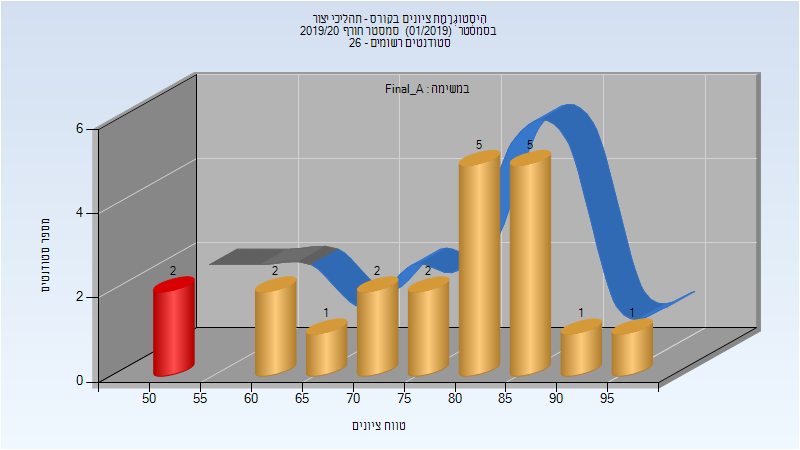 היסטוגרמת ציונים בקורס - תהליכי יצור
בסמסטר (01/2019) סמסטר חורף 2019/20
סטודנטים רשומים - 26
במשימה : Final_A
מספר סטודנטים
6
4
2
0
2
2
1
2
2
5
5
1
1
50 55 60 65 70 75 80 85 90 95
טווח ציונים